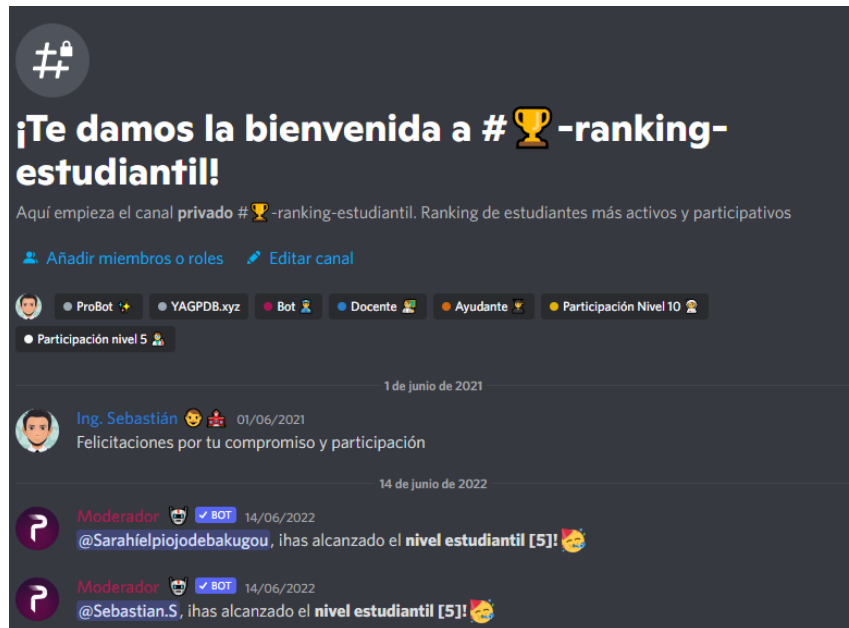 ¡Te damos la bienvenida a #🏆-ranking-
estudiantil!
Aquí empieza el canal privado #🏆-ranking-estudiantil. Ranking de estudiantes más activos y participativos
Añadir miembros o roles Editar canal
ProBot ✨ YAGPDB.xyz Bot Docente Ayudante Participación Nivel 10
Participación nivel 5
1 de junio de 2021
Ing. Sebastián 01/06/2021
Felicitaciones por tu compromiso y participación
14 de junio de 2022
Moderador ✓ BOT 14/06/2022
@Sarahíelpiojodebakugou, ¡has alcanzado el nivel estudiantil [5]! 🥳
Moderador ✓ BOT 14/06/2022
@Sebastian.S, ¡has alcanzado el nivel estudiantil [5]! 🥳